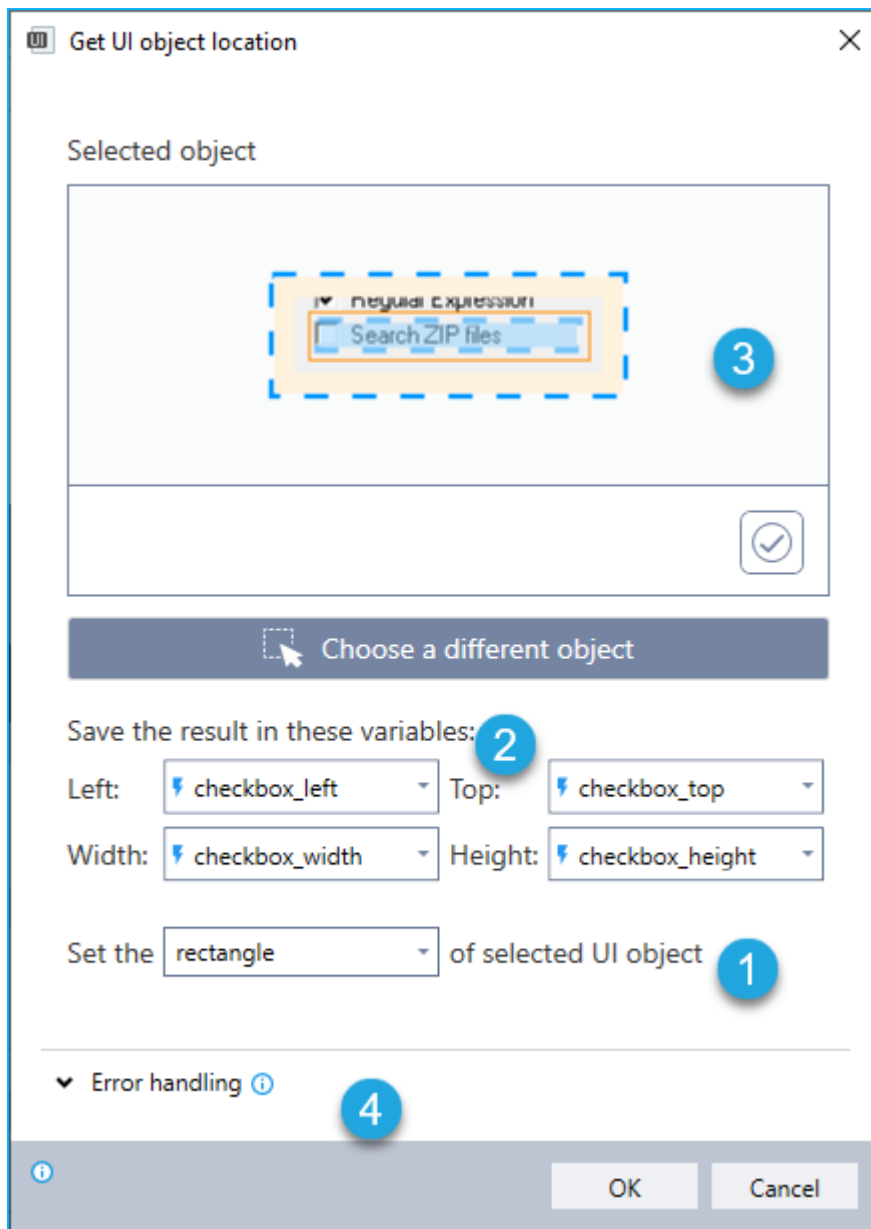 UI Get UI object location
Selected object
Regular Expression
Search ZIP files
3
Choose a different object
Save the result in these variables:
2
Left: checkbox_left Top: checkbox_top
Width: checkbox_width Height: checkbox_height
Set the rectangle of selected UI object
1
Error handling
4
OK Cancel